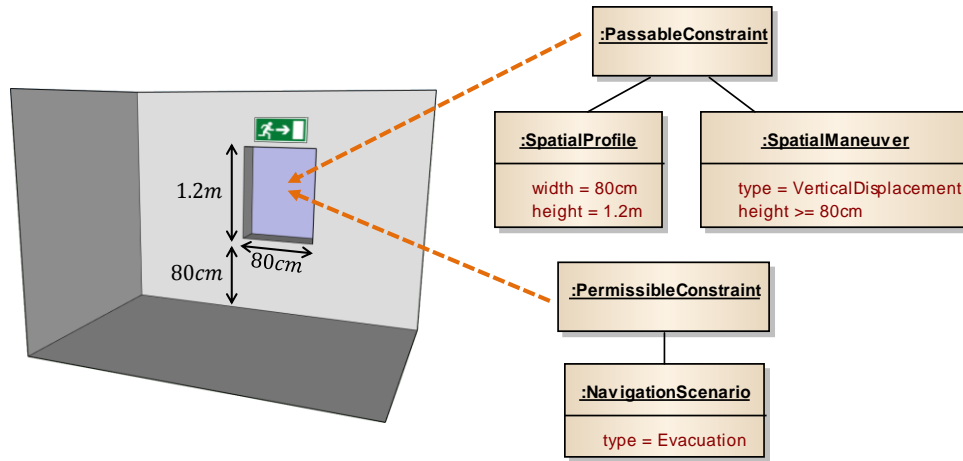 :PassableConstraint
:SpatialProfile
width = 80cm
height = 1.2m
:SpatialManeuver
type = VerticalDisplacement
height >= 80cm
1.2m
80cm
80cm
:PermissibleConstraint
:NavigationScenario
type = Evacuation